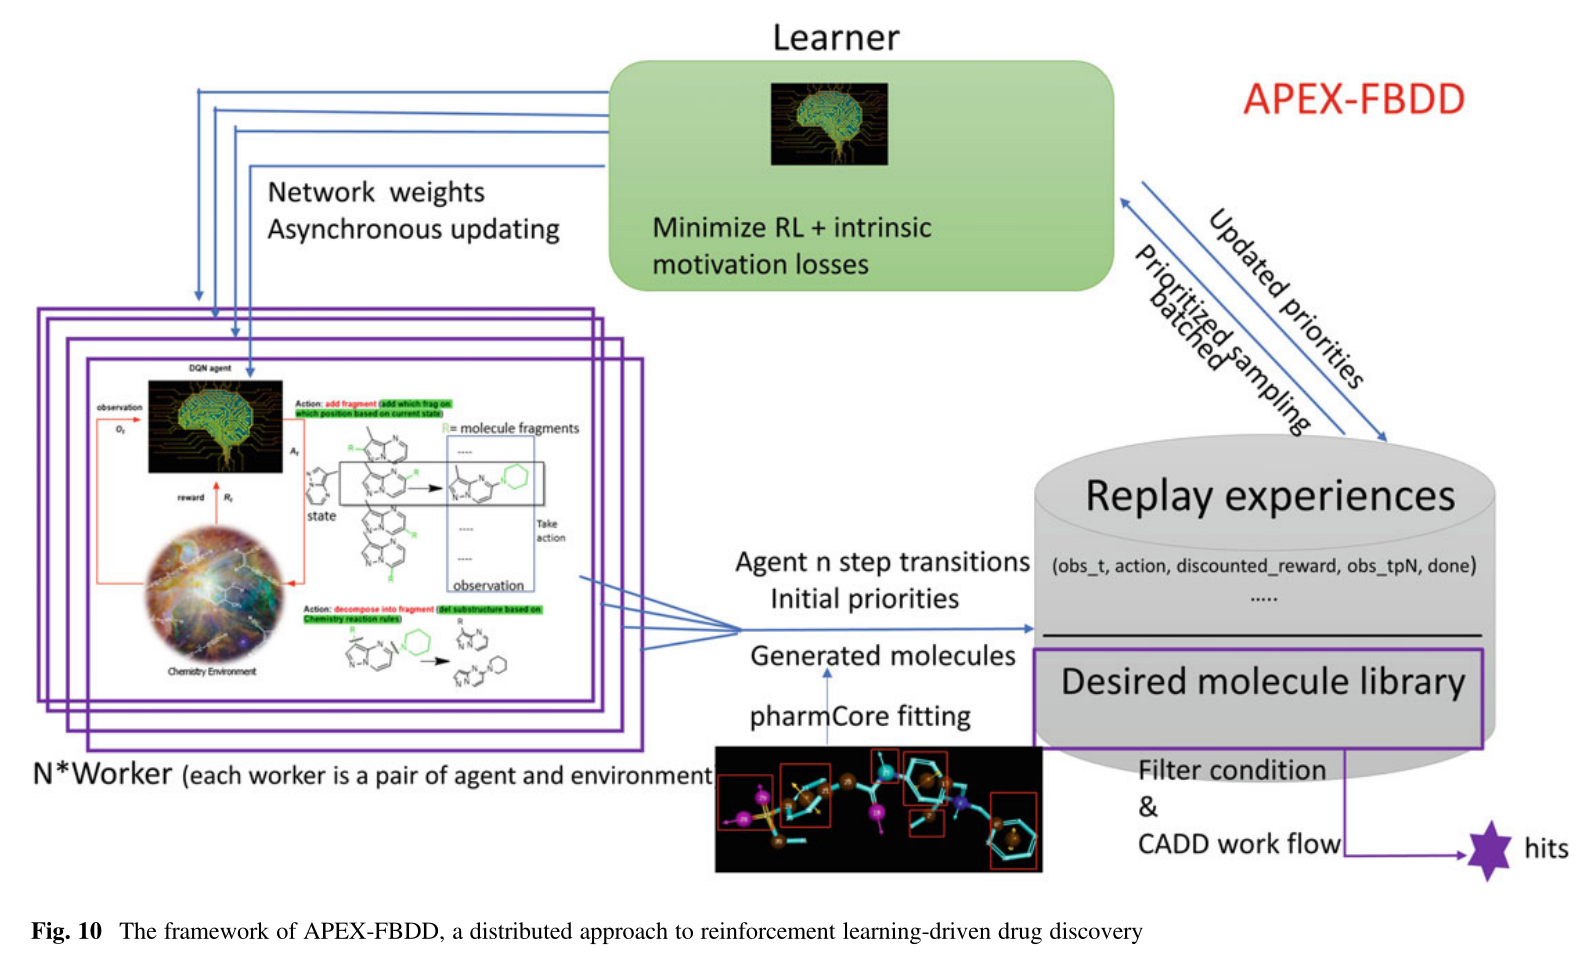 Learner
APEX-FBDD
Minimize RL + intrinsic
motivation losses
Network weights
Asynchronous updating
Updated priorities
Prioritized sampling
batched
DQN agent
observation
Action: add fragment (add which frag on
which position based on current state)
R= molecule fragments
state
reward
Take
action
observation
Action: decompose into fragment (del substructure based on
Chemistry reaction rules)
Chemistry Environment
N*Worker (each worker is a pair of agent and environment
Agent n step transitions
Initial priorities
Generated molecules
pharmCore fitting
Replay experiences
(obs_t, action, discounted_reward, obs_tpN, done)
.....
Desired molecule library
Filter condition
&
CADD work flow
hits
Fig. 10 The framework of APEX-FBDD, a distributed approach to reinforcement learning-driven drug discovery